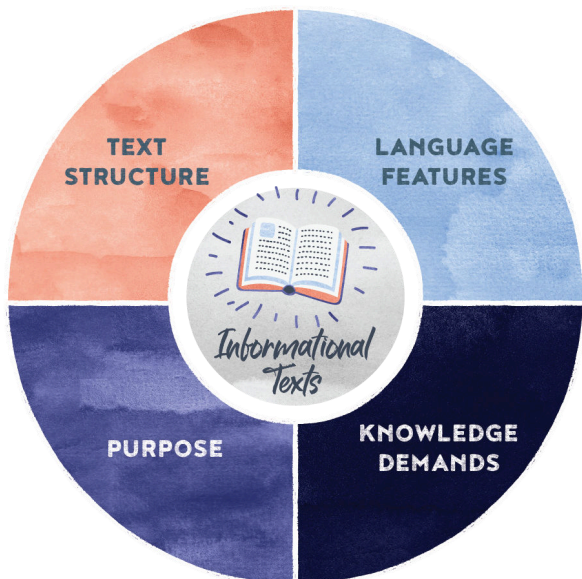 TEXT
STRUCTURE
LANGUAGE
FEATURES
Informational
Texts
PURPOSE
KNOWLEDGE
DEMANDS